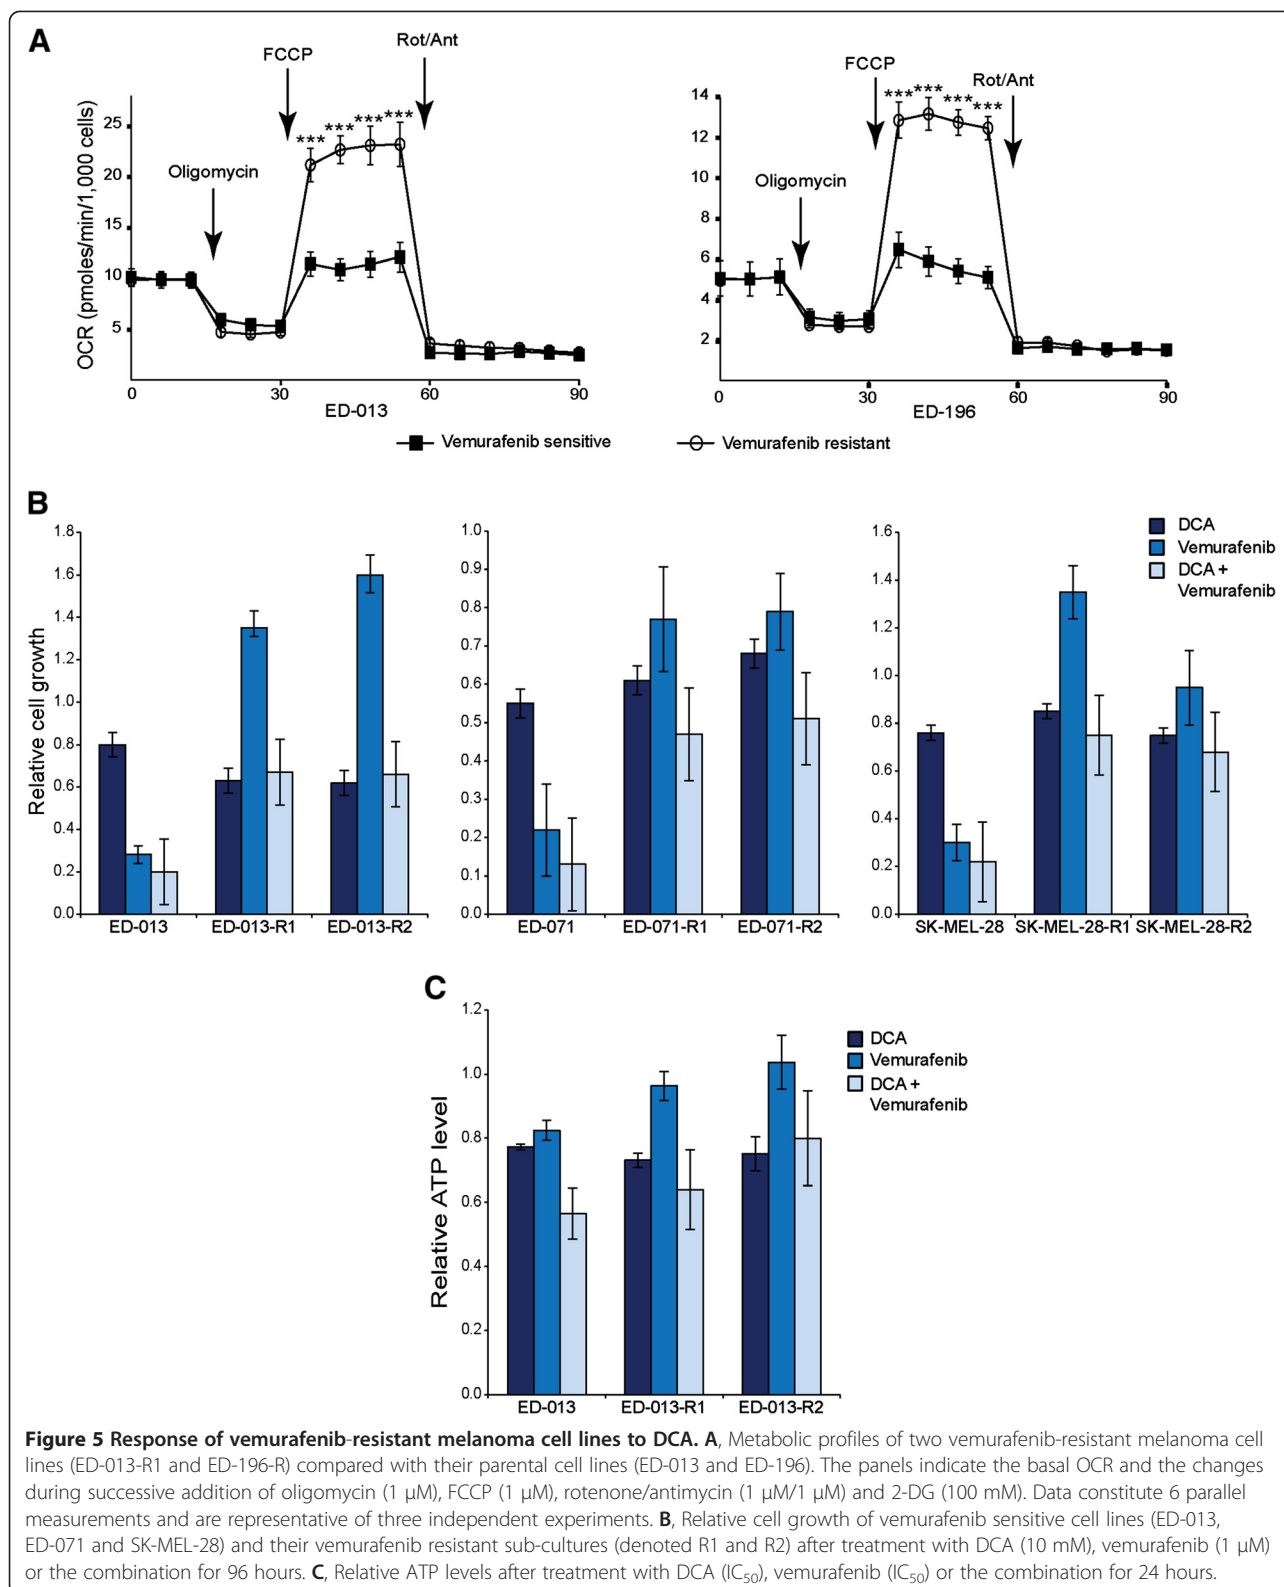 A
FCCP
Rot/Ant
Oligomycin
***
***
***
***
OCR (pmoles/min/1,000 cells)
25
20
15
10
5
0
30
60
90
ED-013
FCCP
Rot/Ant
Oligomycin
***
***
***
***
14
12
10
8
6
4
2
0
30
60
90
ED-196
Vemurafenib sensitive
Vemurafenib resistant
B
Relative cell growth
1.8
1.6
1.4
1.2
1.0
0.8
0.6
0.4
0.2
0.0
ED-013
ED-013-R1
ED-013-R2
1.0
0.9
0.8
0.7
0.6
0.5
0.4
0.3
0.2
0.1
0.0
ED-071
ED-071-R1
ED-071-R2
1.6
1.4
1.2
1.0
0.8
0.6
0.4
0.2
0.0
SK-MEL-28
SK-MEL-28-R1
SK-MEL-28-R2
DCA
Vemurafenib
DCA +
Vemurafenib
C
Relative ATP level
1.2
1.0
0.8
0.6
0.4
0.2
0.0
ED-013
ED-013-R1
ED-013-R2
DCA
Vemurafenib
DCA +
Vemurafenib
Figure 5 Response of vemurafenib-resistant melanoma cell lines to DCA. A, Metabolic profiles of two vemurafenib-resistant melanoma cell
lines (ED-013-R1 and ED-196-R) compared with their parental cell lines (ED-013 and ED-196). The panels indicate the basal OCR and the changes
during successive addition of oligomycin (1 μM), FCCP (1 μM), rotenone/antimycin (1 μM/1 μM) and 2-DG (100 mM). Data constitute 6 parallel
measurements and are representative of three independent experiments. B, Relative cell growth of vemurafenib sensitive cell lines (ED-013,
ED-071 and SK-MEL-28) and their vemurafenib resistant sub-cultures (denoted R1 and R2) after treatment with DCA (10 mM), vemurafenib (1 μM)
or the combination for 96 hours. C, Relative ATP levels after treatment with DCA (IC50), vemurafenib (IC50) or the combination for 24 hours.